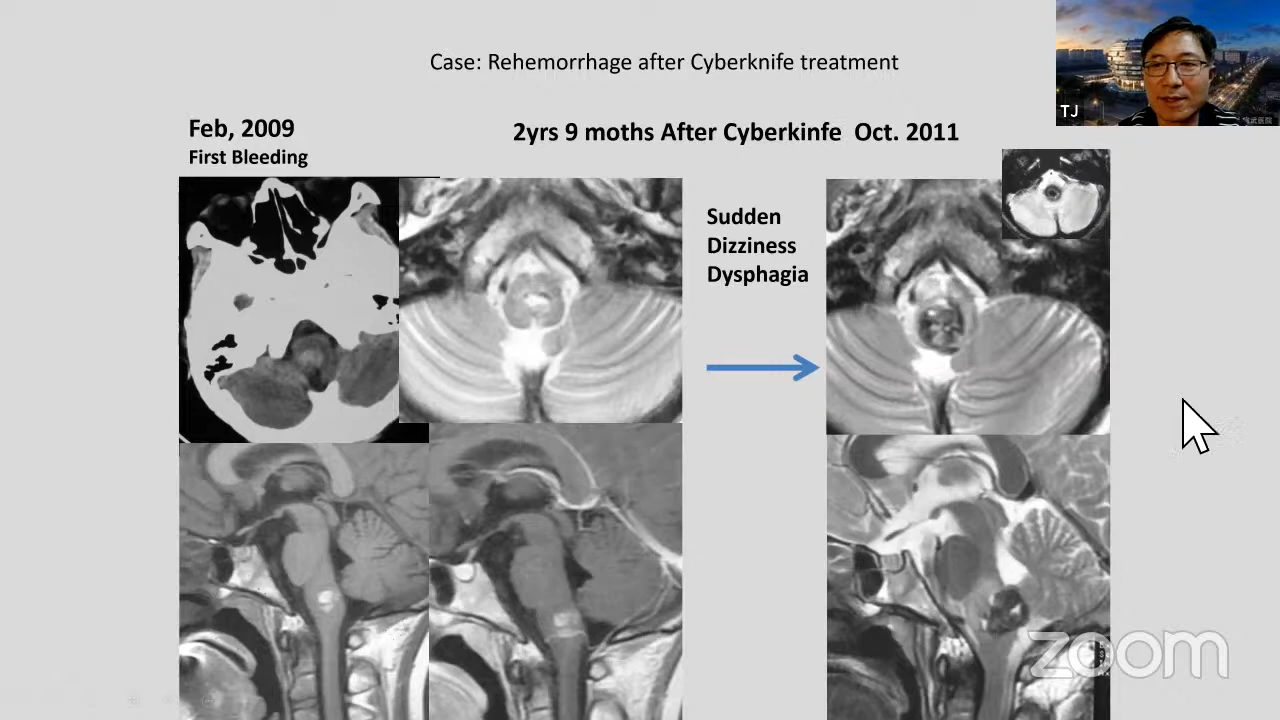 Case: Rehemorrhage after Cyberknife treatment
TJ
Feb, 2009
First Bleeding
2yrs 9 moths After Cyberkinfe Oct. 2011
Sudden
Dizziness
Dysphagia
zoom